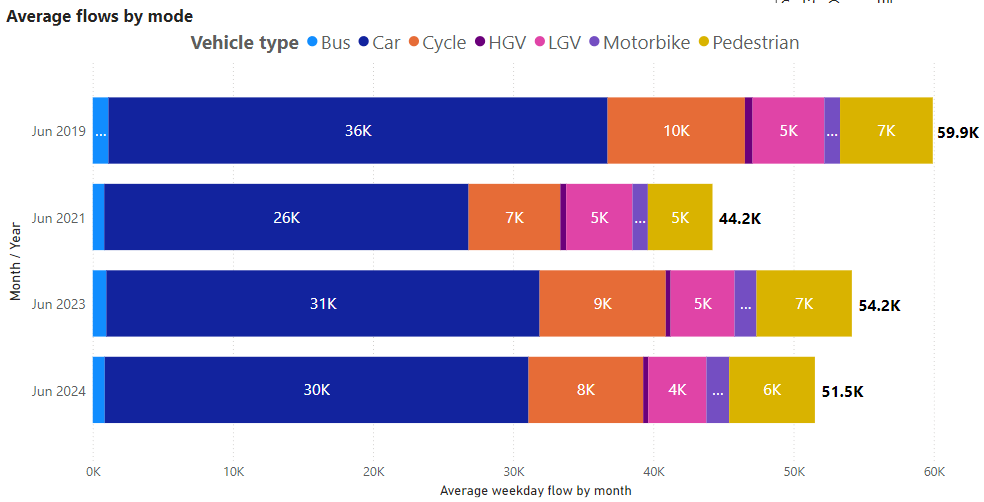 Average flows by mode
Vehicle type Bus Car Cycle HGV LGV Motorbike Pedestrian
Jun 2019 ... 36K 10K 5K ... 7K 59.9K
Jun 2021 26K 7K 5K ... 5K 44.2K
Jun 2023 31K 9K 5K ... 7K 54.2K
Jun 2024 30K 8K 4K ... 6K 51.5K
Month / Year
0K 10K 20K 30K 40K 50K 60K
Average weekday flow by month